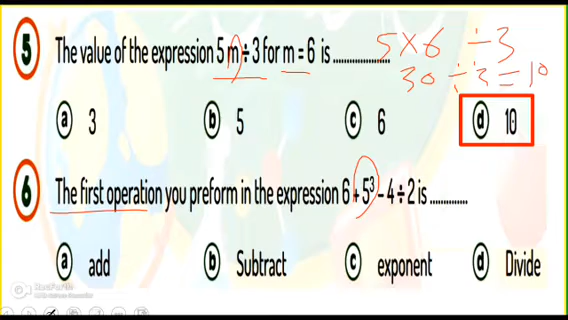 5 The value of the expression 5 m ÷ 3 for m = 6 is ....................
5 × 6 ÷ 3
30 ÷ 3 = 10
a 3 b 5 c 6 d 10
6 The first operation you preform in the expression 6 + 5³ – 4 ÷ 2 is .............
a add b Subtract c exponent d Divide